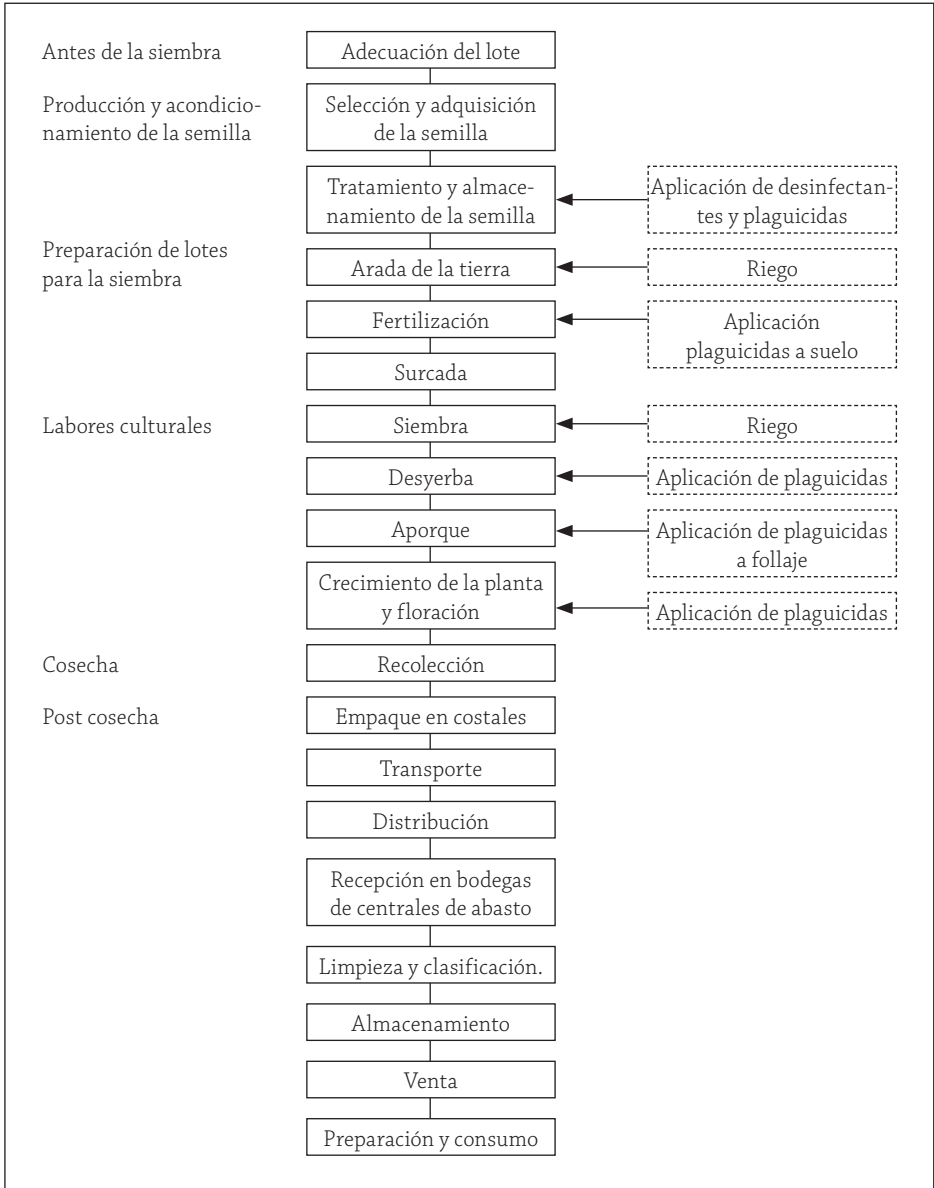 Antes de la siembra
Adecuación del lote
Producción y acondicio-
namiento de la semilla
Selección y adquisición
de la semilla
Tratamiento y almace-
namiento de la semilla
Aplicación de desinfectan-
tes y plaguicidas
Preparación de lotes
para la siembra
Arada de la tierra
Riego
Fertilización
Aplicación
plaguicidas a suelo
Surcada
Labores culturales
Siembra
Riego
Desyerba
Aplicación de plaguicidas
Aporque
Aplicación de plaguicidas
a follaje
Crecimiento de la planta
y floración
Aplicación de plaguicidas
Cosecha
Recolección
Post cosecha
Empaque en costales
Transporte
Distribución
Recepción en bodegas
de centrales de abasto
Limpieza y clasificación.
Almacenamiento
Venta
Preparación y consumo